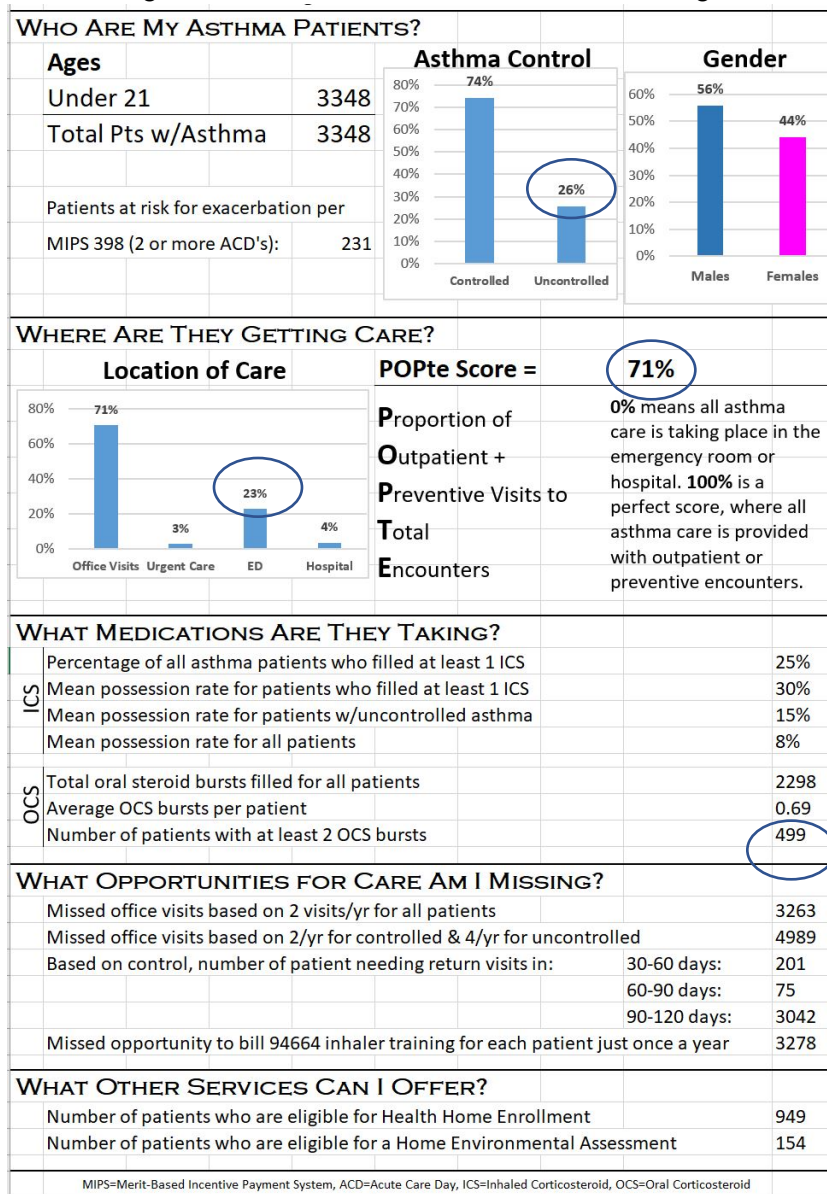 WHO ARE MY ASTHMA PATIENTS?
Ages
Under 21 3348
Total Pts w/Asthma 3348
Patients at risk for exacerbation per
MIPS 398 (2 or more ACD's): 231
Asthma Control
80%
70%
60%
50%
40%
30%
20%
10%
0%
74%
26%
Controlled Uncontrolled
Gender
60%
50%
40%
30%
20%
10%
0%
56%
44%
Males Females
WHERE ARE THEY GETTING CARE?
Location of Care
80%
60%
40%
20%
0%
71%
3%
23%
4%
Office Visits Urgent Care ED Hospital
POPte Score = 71%
Proportion of
Outpatient +
Preventive Visits to
Total
Encounters
0% means all asthma
care is taking place in the
emergency room or
hospital. 100% is a
perfect score, where all
asthma care is provided
with outpatient or
preventive encounters.
WHAT MEDICATIONS ARE THEY TAKING?
ICS
Percentage of all asthma patients who filled at least 1 ICS 25%
Mean possession rate for patients who filled at least 1 ICS 30%
Mean possession rate for patients w/uncontrolled asthma 15%
Mean possession rate for all patients 8%
OCS
Total oral steroid bursts filled for all patients 2298
Average OCS bursts per patient 0.69
Number of patients with at least 2 OCS bursts 499
WHAT OPPORTUNITIES FOR CARE AM I MISSING?
Missed office visits based on 2 visits/yr for all patients 3263
Missed office visits based on 2/yr for controlled & 4/yr for uncontrolled 4989
Based on control, number of patient needing return visits in: 30-60 days: 201
60-90 days: 75
90-120 days: 3042
Missed opportunity to bill 94664 inhaler training for each patient just once a year 3278
WHAT OTHER SERVICES CAN I OFFER?
Number of patients who are eligible for Health Home Enrollment 949
Number of patients who are eligible for a Home Environmental Assessment 154
MIPS=Merit-Based Incentive Payment System, ACD=Acute Care Day, ICS=Inhaled Corticosteroid, OCS=Oral Corticosteroid